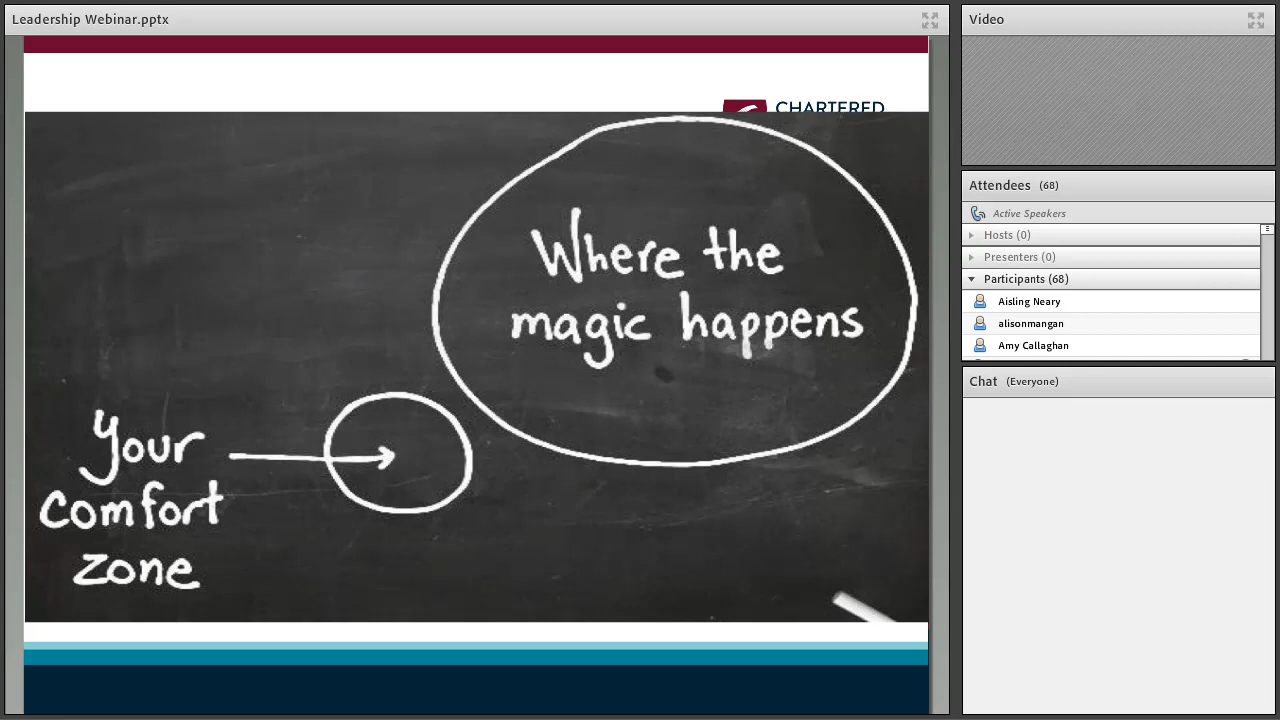 Leadership Webinar.pptx
CHARTERED
Where the
magic happens
Your
comfort
zone
Video
Attendees (68)
Active Speakers
Hosts (0)
Presenters (0)
Participants (68)
Aisling Neary
alisonmangan
Amy Callaghan
Chat (Everyone)